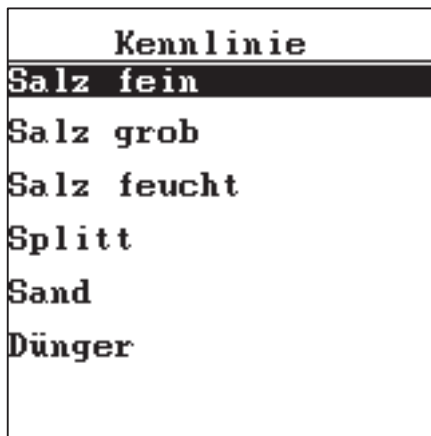 Kennlinie
Salz fein
Salz grob
Salz feucht
Splitt
Sand
Dünger